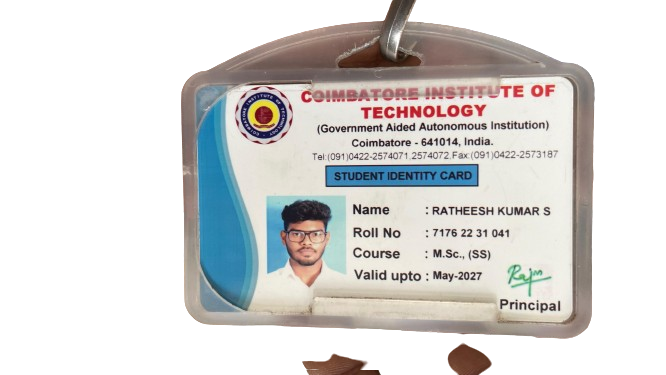 COIMBATORE INSTITUTE OF
TECHNOLOGY
(Government Aided Autonomous Institution)
Coimbatore - 641014, India.
Tel:(091)0422-2574071,2574072,Fax:(091)0422-2573187
STUDENT IDENTITY CARD
Name : RATHEESH KUMAR S
Roll No : 7176 22 31 041
Course : M.Sc., (SS)
Valid upto : May-2027
Principal